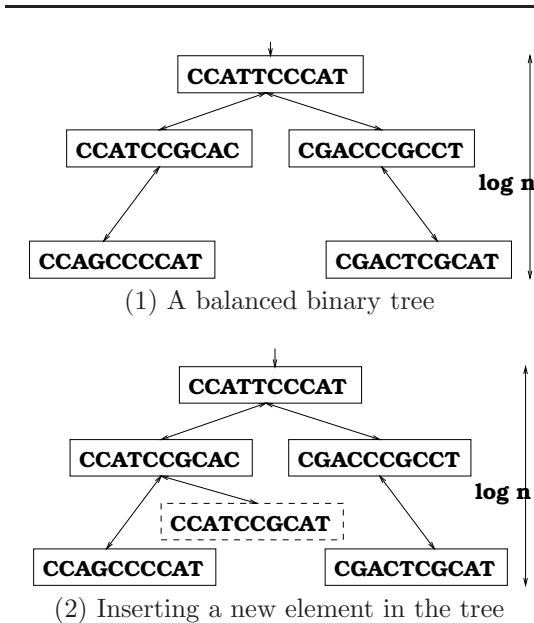 CCATTCCCAT
CCATCCGCAC CGACCCGCCT
log n
CCAGCCCCAT CGACTCGCAT
(1) A balanced binary tree
CCATTCCCAT
CCATCCGCAC CGACCCGCCT
log n
CCATCCGCAT
CCAGCCCCAT CGACTCGCAT
(2) Inserting a new element in the tree